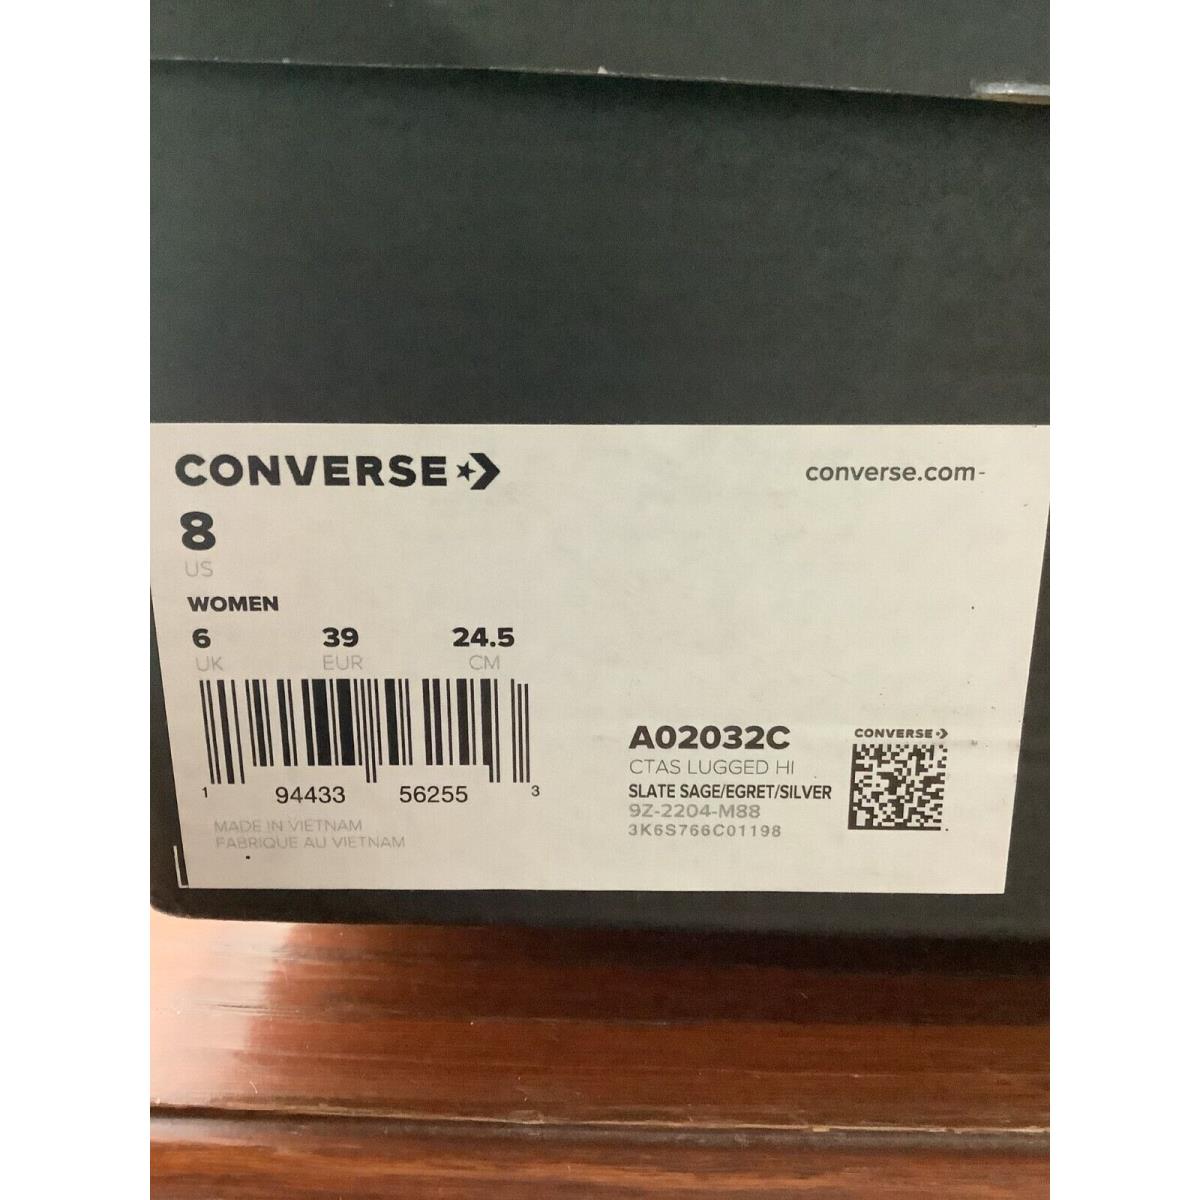 CONVERSE
converse.com
8
US
WOMEN
6 39 24.5
UK EUR CM
1 94433 56255 3
MADE IN VIETNAM
FABRIQUE AU VIETNAM
A02032C
CTAS LUGGED HI
SLATE SAGE/EGRET/SILVER
9Z-2204-M88
3K6S766C01198
CONVERSE